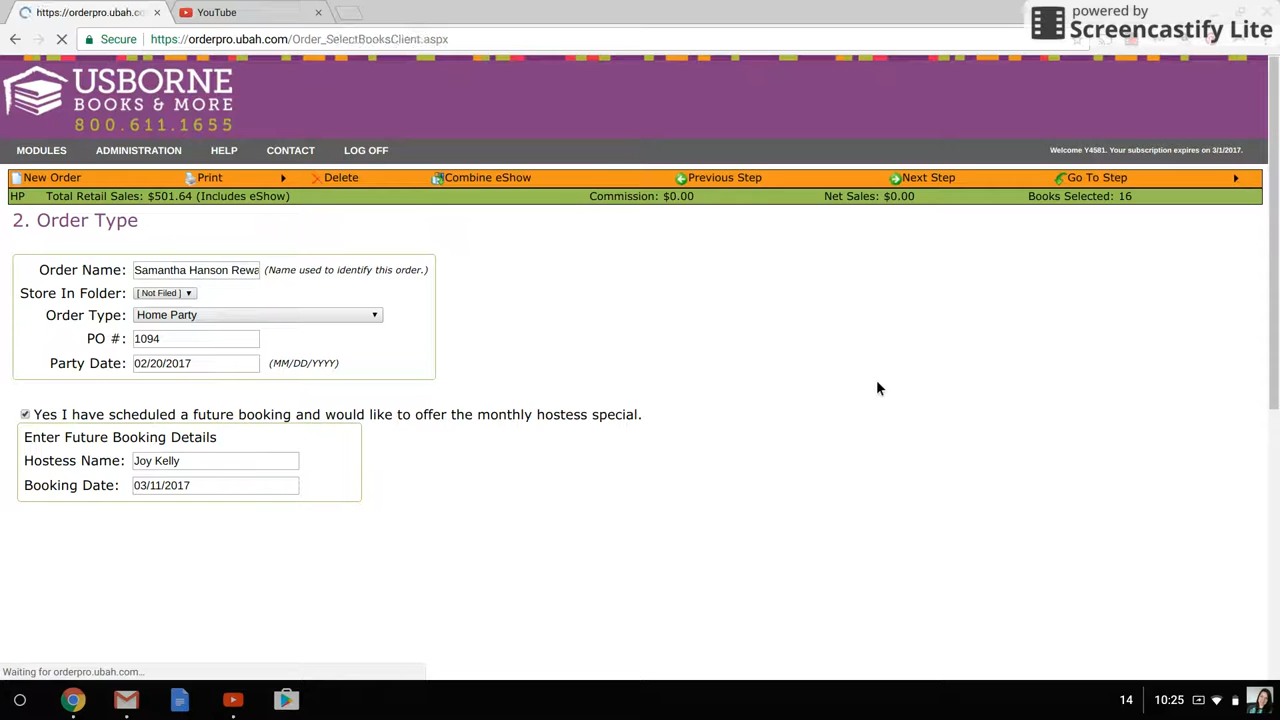 https://orderpro.ubah.co
YouTube
powered by
Screencastify Lite
Secure
https://orderpro.ubah.com/Order_SelectBooksClient.aspx
USBORNE
BOOKS & MORE
800.611.1655
MODULES ADMINISTRATION HELP CONTACT LOG OFF
Welcome Y4581. Your subscription expires on 3/1/2017.
New Order Print Delete Combine eShow Previous Step Next Step Go To Step
HP Total Retail Sales: $501.64 (Includes eShow) Commission: $0.00 Net Sales: $0.00 Books Selected: 16
2. Order Type
Order Name: Samantha Hanson Rewa (Name used to identify this order.)
Store In Folder: [ Not Filed ]
Order Type: Home Party
PO #: 1094
Party Date: 02/20/2017 (MM/DD/YYYY)
Yes I have scheduled a future booking and would like to offer the monthly hostess special.
Enter Future Booking Details
Hostess Name: Joy Kelly
Booking Date: 03/11/2017
Waiting for orderpro.ubah.com...
14 10:25